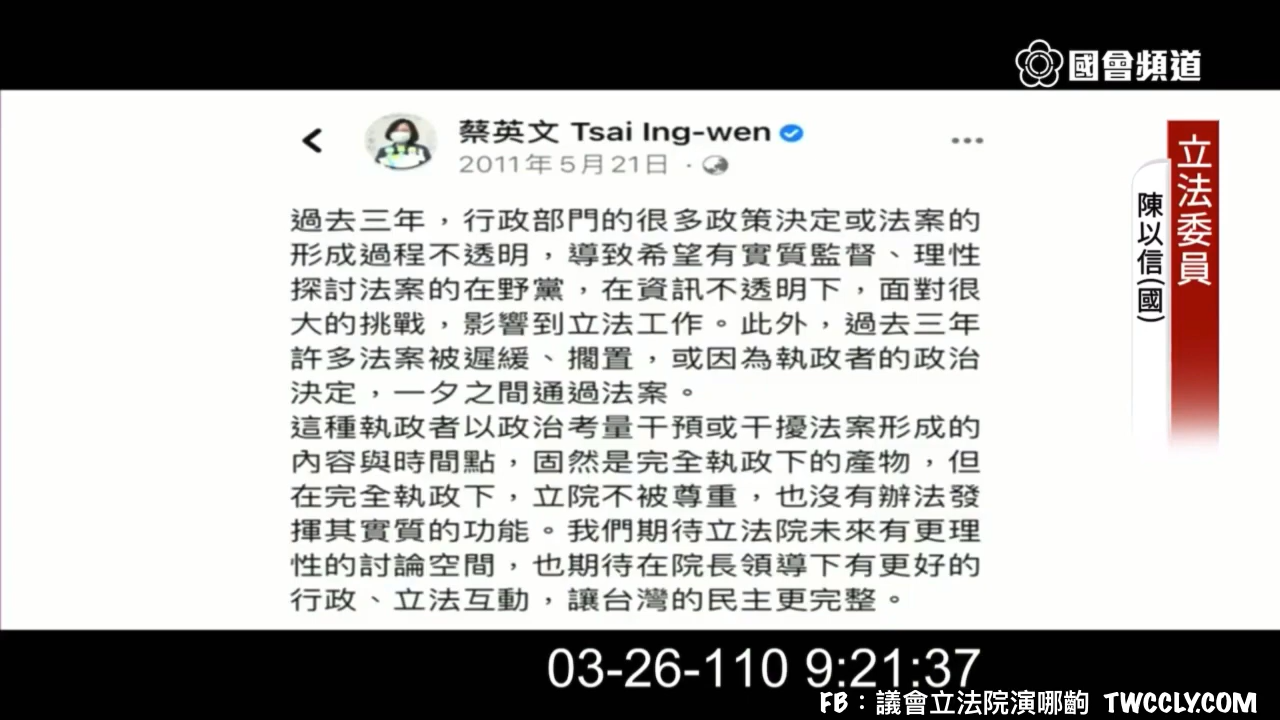 國會頻道
蔡英文 Tsai Ing-wen
2011年5月21日 ·
過去三年，行政部門的很多政策決定或法案的
形成過程不透明，導致希望有實質監督、理性
探討法案的在野黨，在資訊不透明下，面對很
大的挑戰，影響到立法工作。此外，過去三年
許多法案被遲緩、擱置，或因為執政者的政治
決定，一夕之間通過法案。
這種執政者以政治考量干預或干擾法案形成的
內容與時間點，固然是完全執政下的產物，但
在完全執政下，立院不被尊重，也沒有辦法發
揮其實質的功能。我們期待立法院未來有更理
性的討論空間，也期待在院長領導下有更好的
行政、立法互動，讓台灣的民主更完整。
立法委員
陳以信(國)
03-26-110 9:21:37
FB：議會立法院演哪齣 TWCCLY.COM